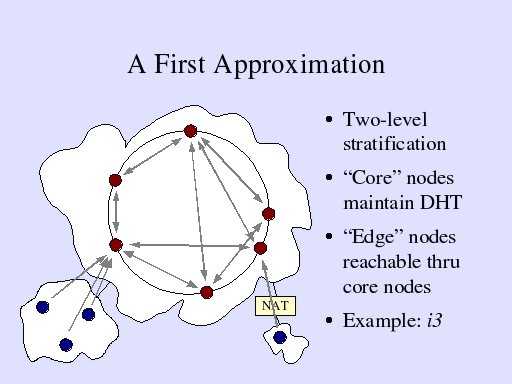 A First Approximation
• Two-level
stratification
• “Core” nodes
maintain DHT
• “Edge” nodes
reachable thru
core nodes
• Example: i3
NAT